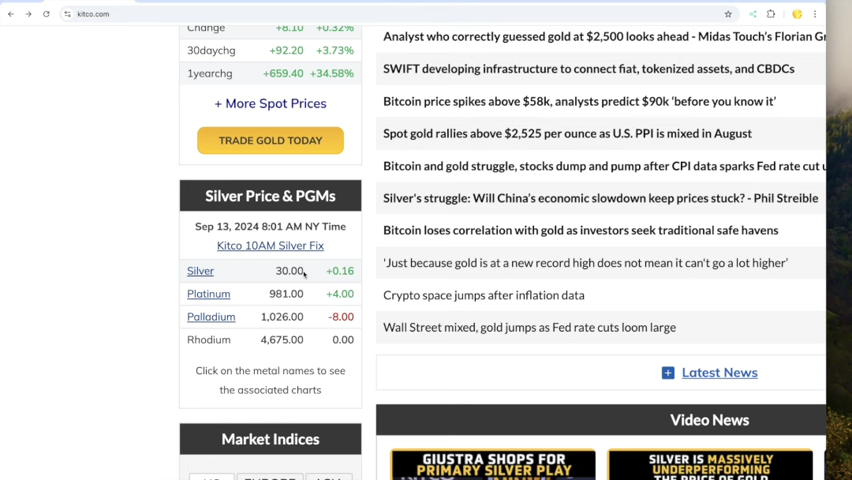 kitco.com
Change +8.10 +0.32%
30daychg +92.20 +3.73%
1yearchg +659.40 +34.58%
+ More Spot Prices
TRADE GOLD TODAY
Silver Price & PGMs
Sep 13, 2024 8:01 AM NY Time
Kitco 10AM Silver Fix
Silver 30.00 +0.16
Platinum 981.00 +4.00
Palladium 1,026.00 -8.00
Rhodium 4,675.00 0.00
Click on the metal names to see
the associated charts
Market Indices
Analyst who correctly guessed gold at $2,500 looks ahead - Midas Touch's Florian Gr
SWIFT developing infrastructure to connect fiat, tokenized assets, and CBDCs
Bitcoin price spikes above $58k, analysts predict $90k 'before you know it'
Spot gold rallies above $2,525 per ounce as U.S. PPI is mixed in August
Bitcoin and gold struggle, stocks dump and pump after CPI data sparks Fed rate cut u
Silver's struggle: Will China's economic slowdown keep prices stuck? - Phil Streible
Bitcoin loses correlation with gold as investors seek traditional safe havens
'Just because gold is at a new record high does not mean it can't go a lot higher'
Crypto space jumps after inflation data
Wall Street mixed, gold jumps as Fed rate cuts loom large
Latest News
Video News
GIUSTRA SHOPS FOR
PRIMARY SILVER PLAY
SILVER IS MASSIVELY
UNDERPERFORMING
THE PRICE OF GOLD